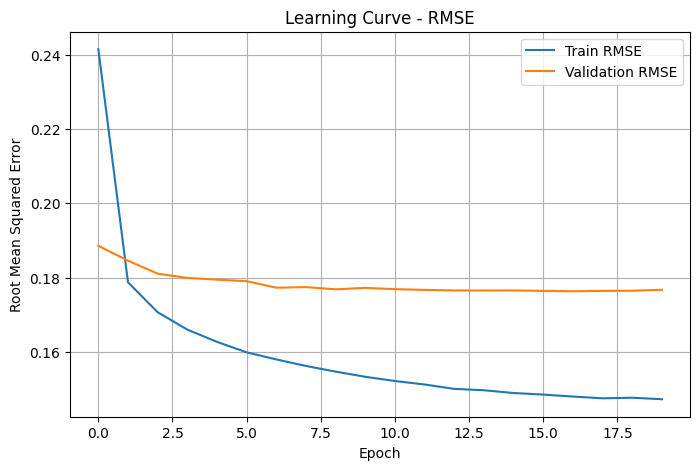 Learning Curve - RMSE
Train RMSE
Validation RMSE
Root Mean Squared Error
0.24
0.22
0.20
0.18
0.16
0.0 2.5 5.0 7.5 10.0 12.5 15.0 17.5
Epoch